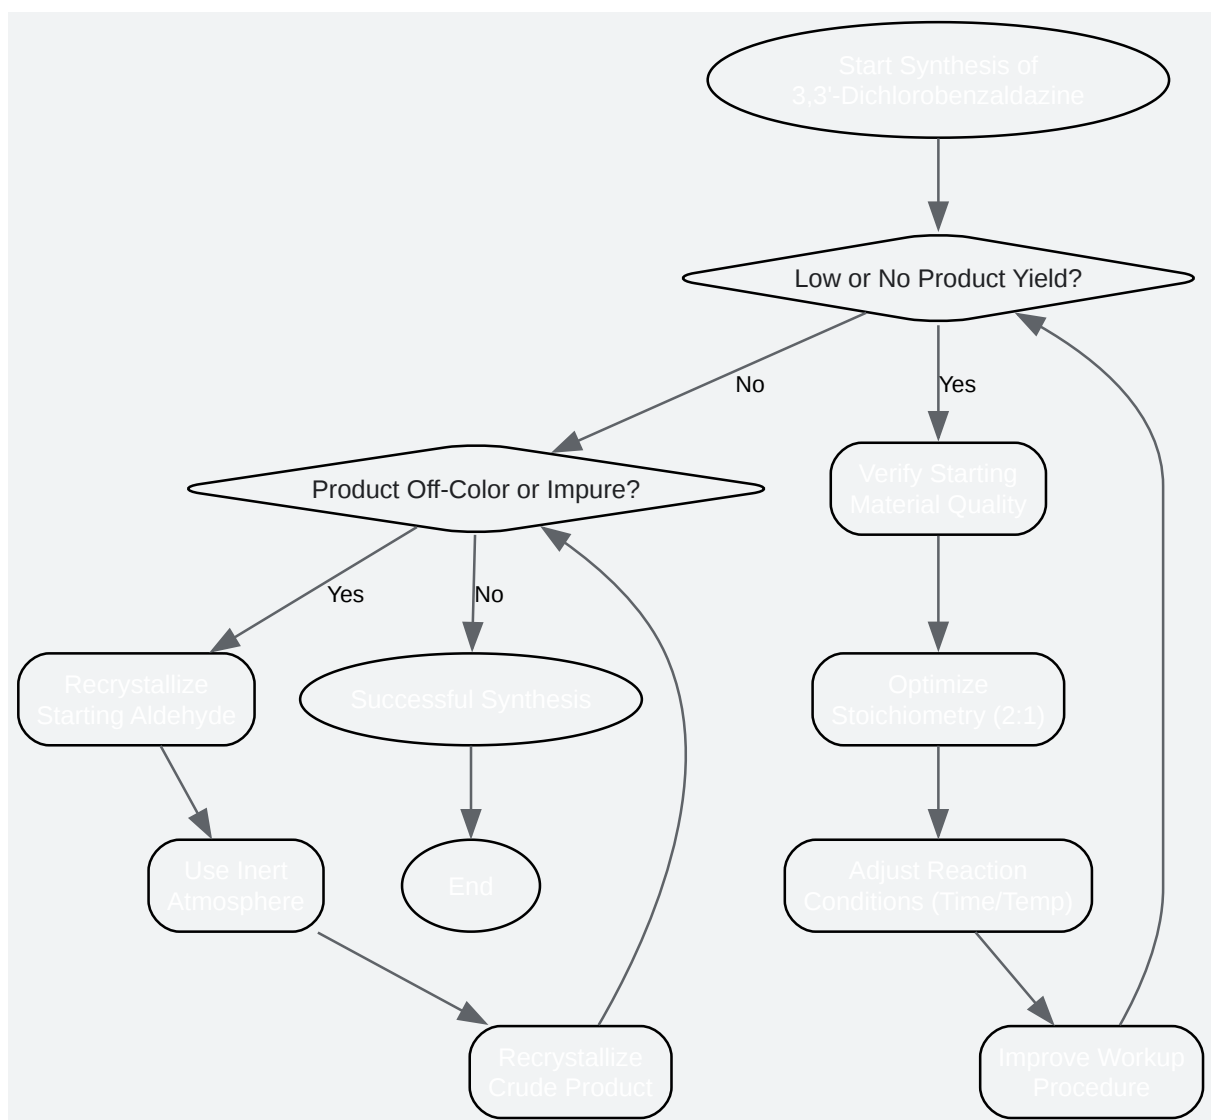 Start Synthesis of
3,3'-Dichlorobenzaldazine
Low or No Product Yield?
No
Yes
Product Off-Color or Impure?
Verify Starting
Material Quality
Yes
No
Recrystallize
Starting Aldehyde
Successful Synthesis
Optimize
Stoichiometry (2:1)
Use Inert
Atmosphere
End
Adjust Reaction
Conditions (Time/Temp)
Recrystallize
Crude Product
Improve Workup
Procedure